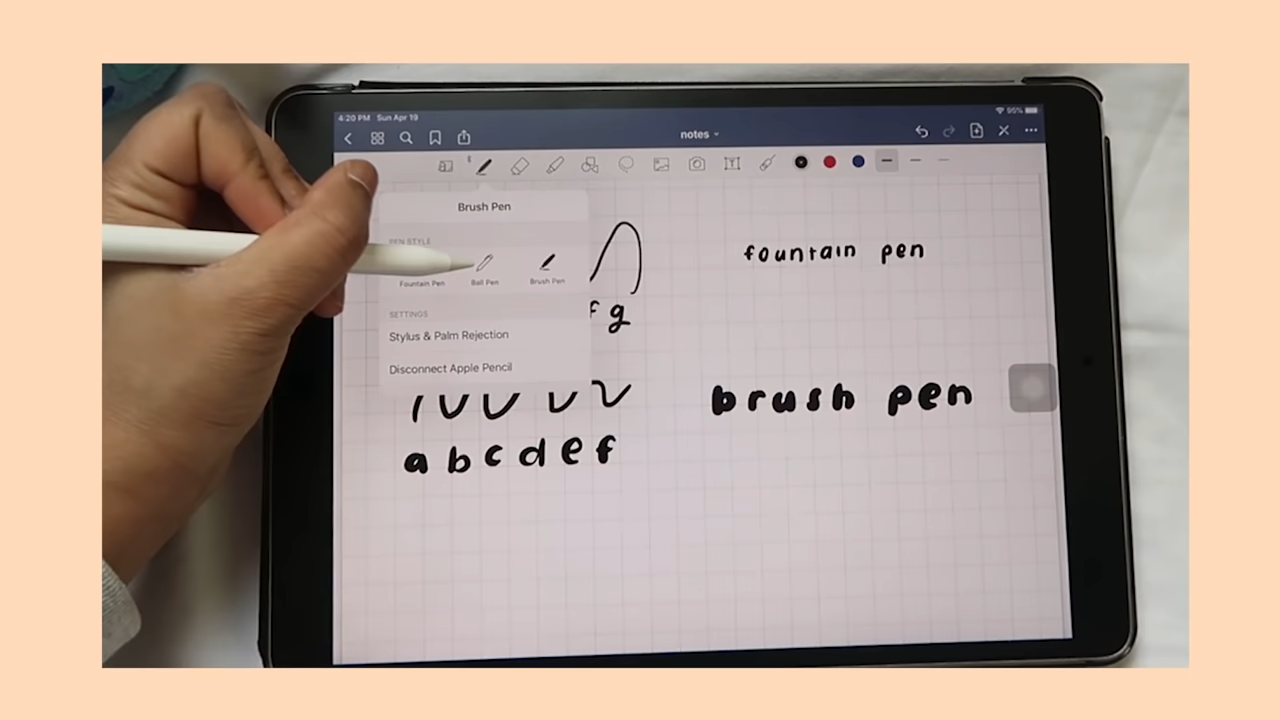 4:20 PM Sun Apr 19
95%
notes
Brush Pen
PEN STYLE
Fountain Pen Ball Pen Brush Pen
SETTINGS
Stylus & Palm Rejection
Disconnect Apple Pencil
f g
fountain pen
brush pen
a b c d e f